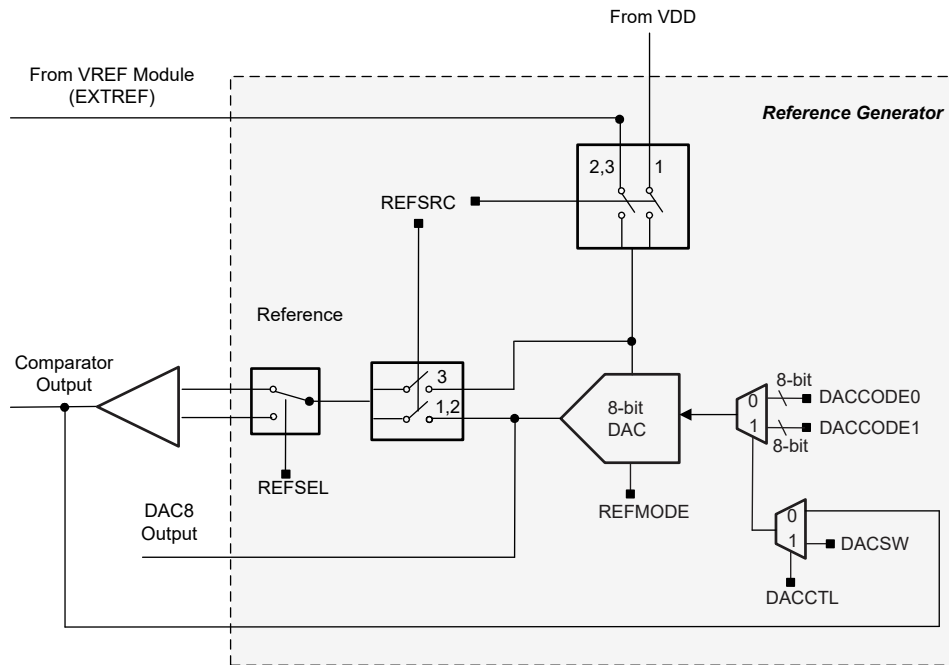 From VDD
From VREF Module
(EXTREF)
Reference Generator
2,3
1
REFSRC
Reference
Comparator
Output
3
1,2
8-bit
DAC
0
1
8-bit
DACCODE0
DACCODE1
8-bit
REFSEL
REFMODE
DAC8
Output
0
1
DACSW
DACCTL